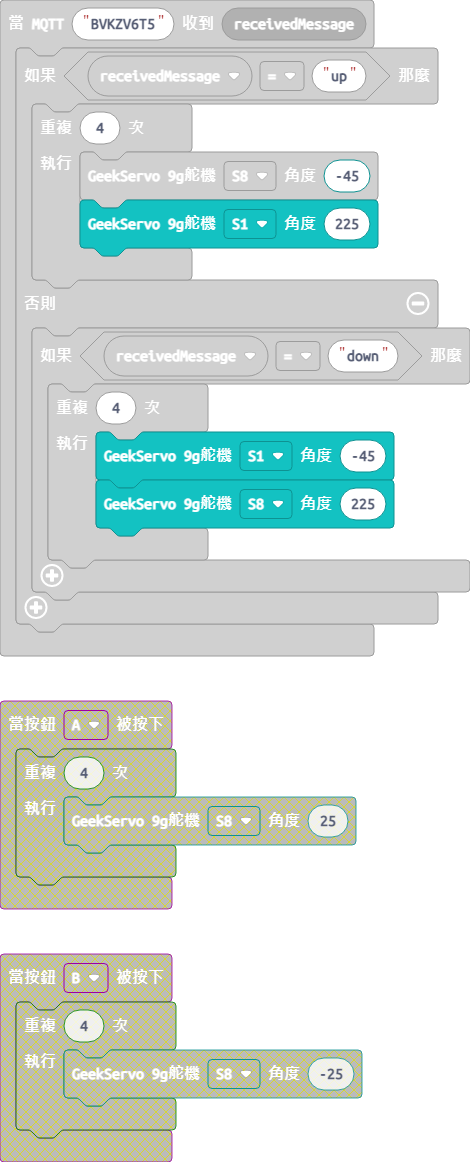 當 MQTT "BVKZV6T5" 收到 receivedMessage
如果 receivedMessage = "up" 那麼
重複 4 次
執行
GeekServo 9g舵機 S8 角度 -45
GeekServo 9g舵機 S1 角度 225
否則
如果 receivedMessage = "down" 那麼
重複 4 次
執行
GeekServo 9g舵機 S1 角度 -45
GeekServo 9g舵機 S8 角度 225
當按鈕 A 被按下
重複 4 次
執行
GeekServo 9g舵機 S8 角度 25
當按鈕 B 被按下
重複 4 次
執行
GeekServo 9g舵機 S8 角度 -25